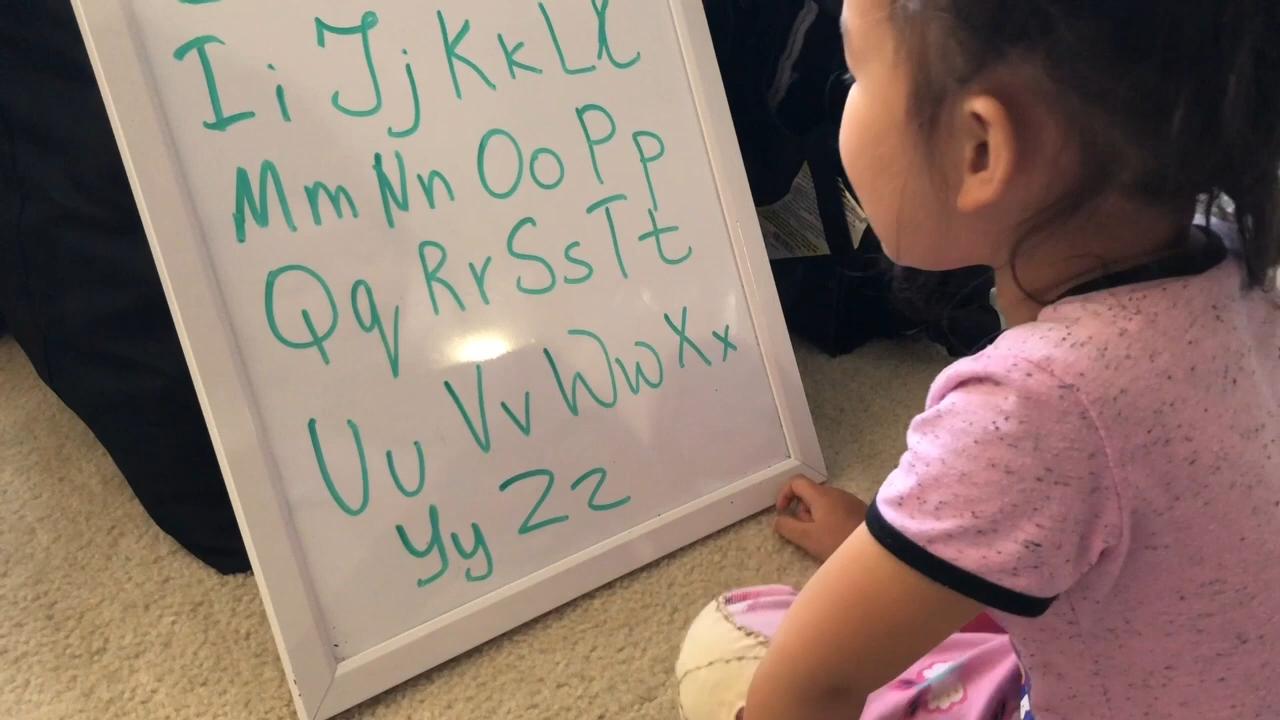 Ii Jj Kk Ll
Mm Nn Oo Pp
Qq Rr Ss Tt
Uu Vv Ww Xx
Yy Zz